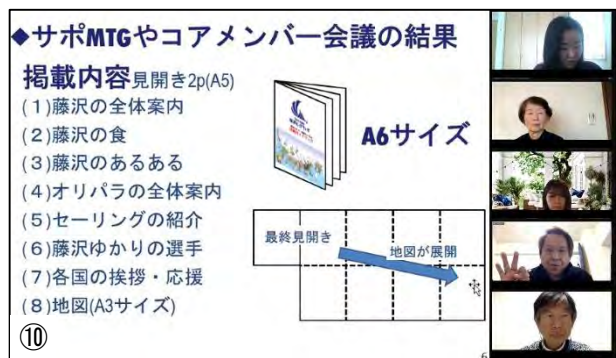 ◆サポMTGやコアメンバー会議の結果
掲載内容見開き2p(A5)
(1)藤沢の全体案内
(2)藤沢の食
(3)藤沢のあるある
(4)オリパラの全体案内
(5)セーリングの紹介
(6)藤沢ゆかりの選手
(7)各国の挨拶・応援
(8)地図(A3サイズ)
A6サイズ
最終見開き
地図が展開
⑩
6